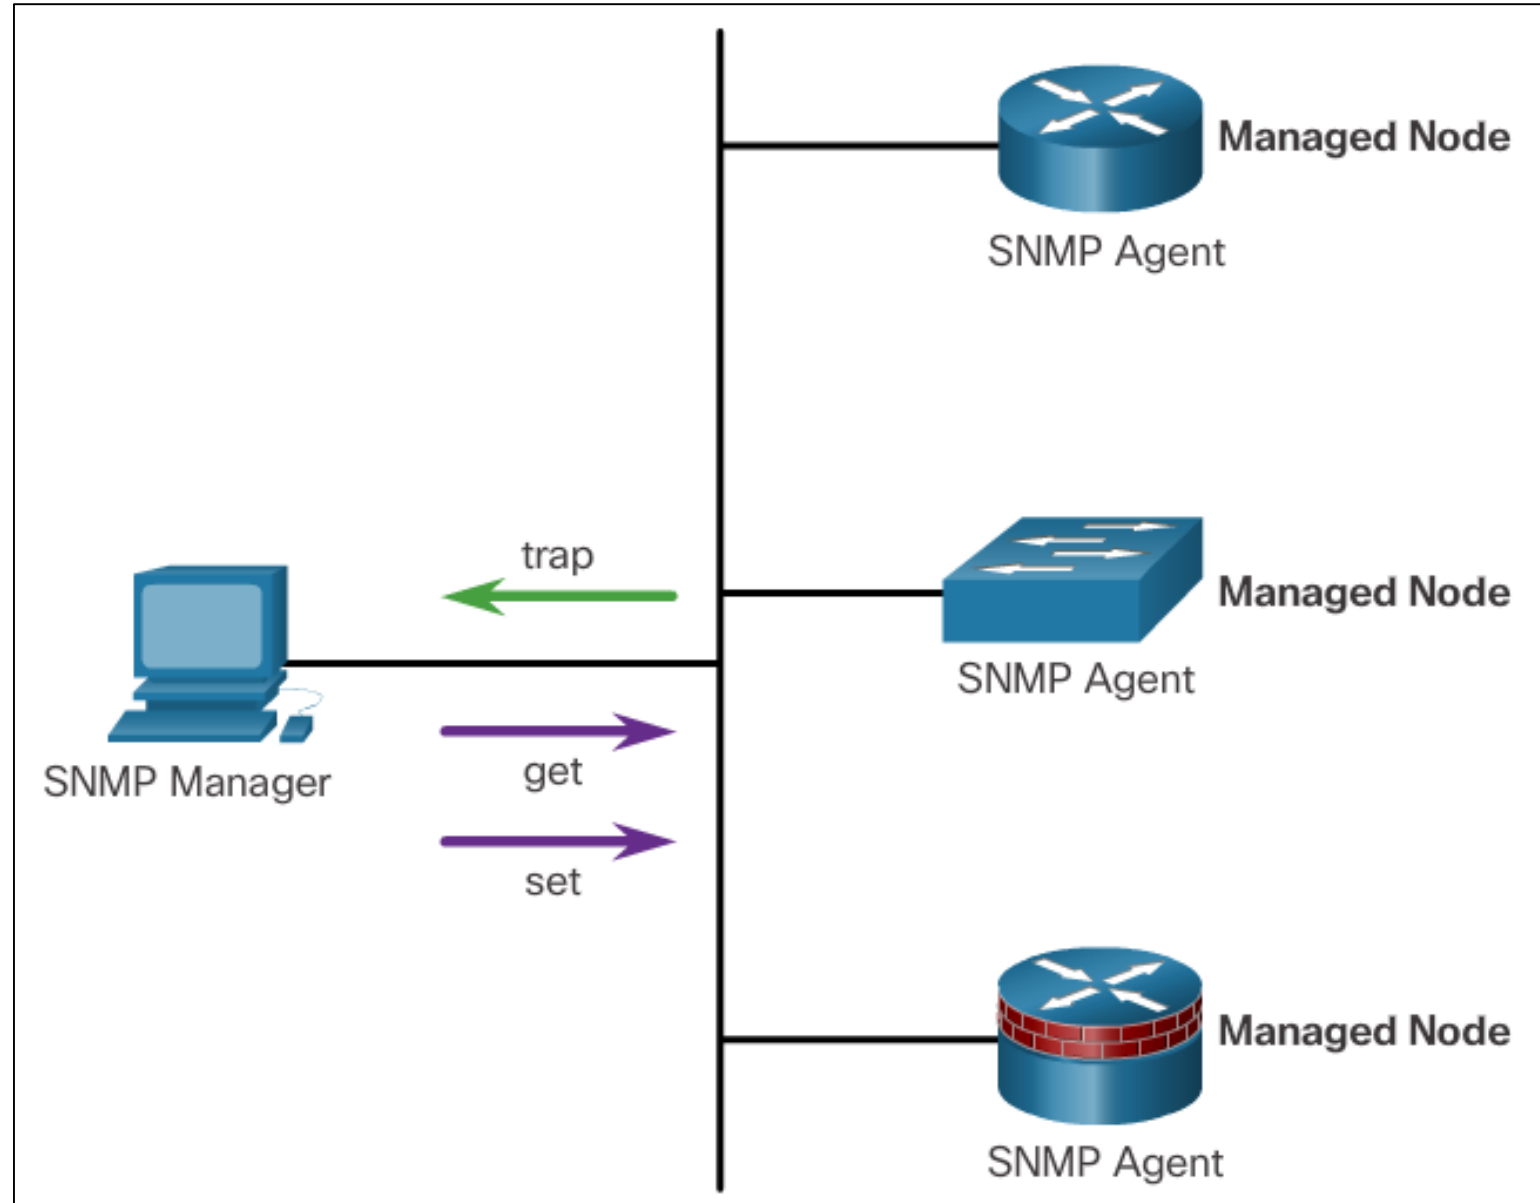 Managed Node
SNMP Agent
trap
Managed Node
SNMP Agent
SNMP Manager
get
set
Managed Node
SNMP Agent